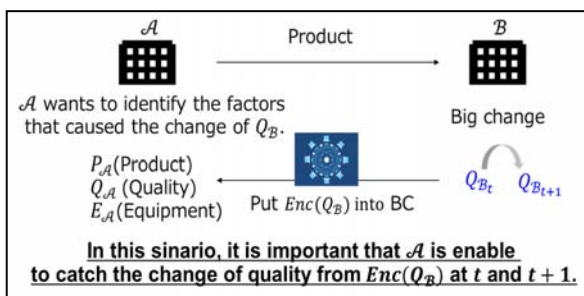 𝒜
Product
ℬ
𝒜 wants to identify the factors
that caused the change of Q_ℬ.
Big change
P_𝒜(Product)
Q_𝒜 (Quality)
E_𝒜(Equipment)
Put Enc(Q_ℬ) into BC
Q_ℬ_t
Q_ℬ_t+1
In this sinario, it is important that 𝒜 is enable
to catch the change of quality from Enc(Q_ℬ) at t and t + 1.